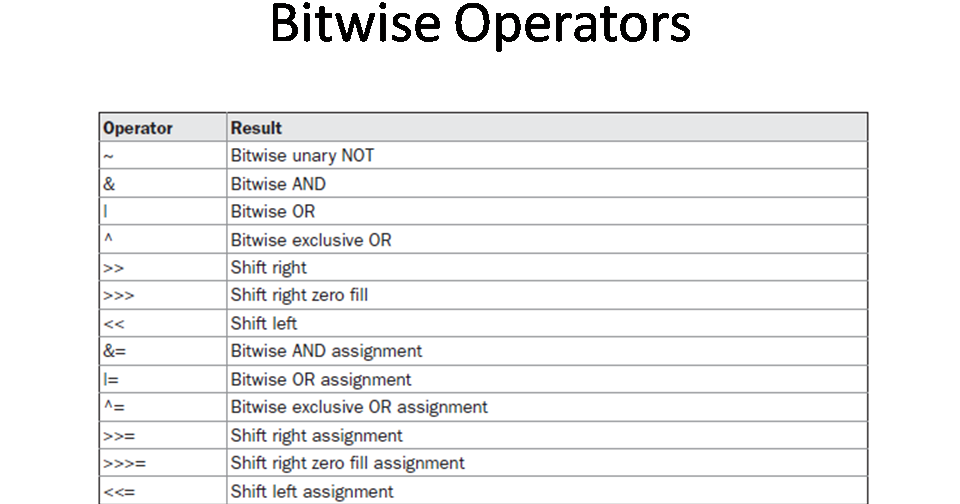 Bitwise Operators
Operator Result
~ Bitwise unary NOT
& Bitwise AND
| Bitwise OR
^ Bitwise exclusive OR
>> Shift right
>>> Shift right zero fill
<< Shift left
&= Bitwise AND assignment
|= Bitwise OR assignment
^= Bitwise exclusive OR assignment
>>= Shift right assignment
>>>= Shift right zero fill assignment
<<= Shift left assignment